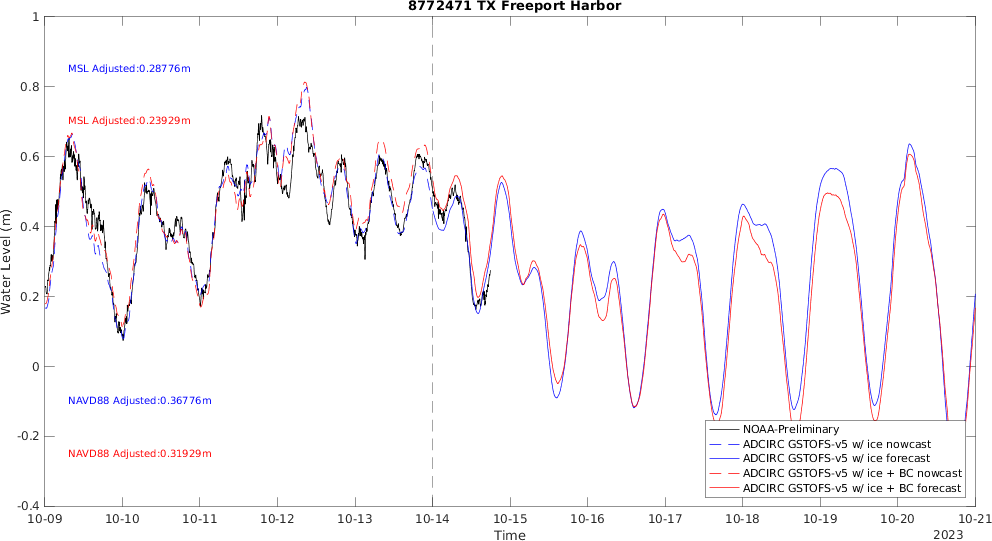 8772471 TX Freeport Harbor
Water Level (m)
1
0.8
0.6
0.4
0.2
0
-0.2
-0.4
MSL Adjusted:0.28776m
MSL Adjusted:0.23929m
NAVD88 Adjusted:0.36776m
NAVD88 Adjusted:0.31929m
NOAA-Preliminary
ADCIRC GSTOFS-v5 w/ ice nowcast
ADCIRC GSTOFS-v5 w/ ice forecast
ADCIRC GSTOFS-v5 w/ ice + BC nowcast
ADCIRC GSTOFS-v5 w/ ice + BC forecast
10-09 10-10 10-11 10-12 10-13 10-14 10-15 10-16 10-17 10-18 10-19 10-20 10-21
Time
2023